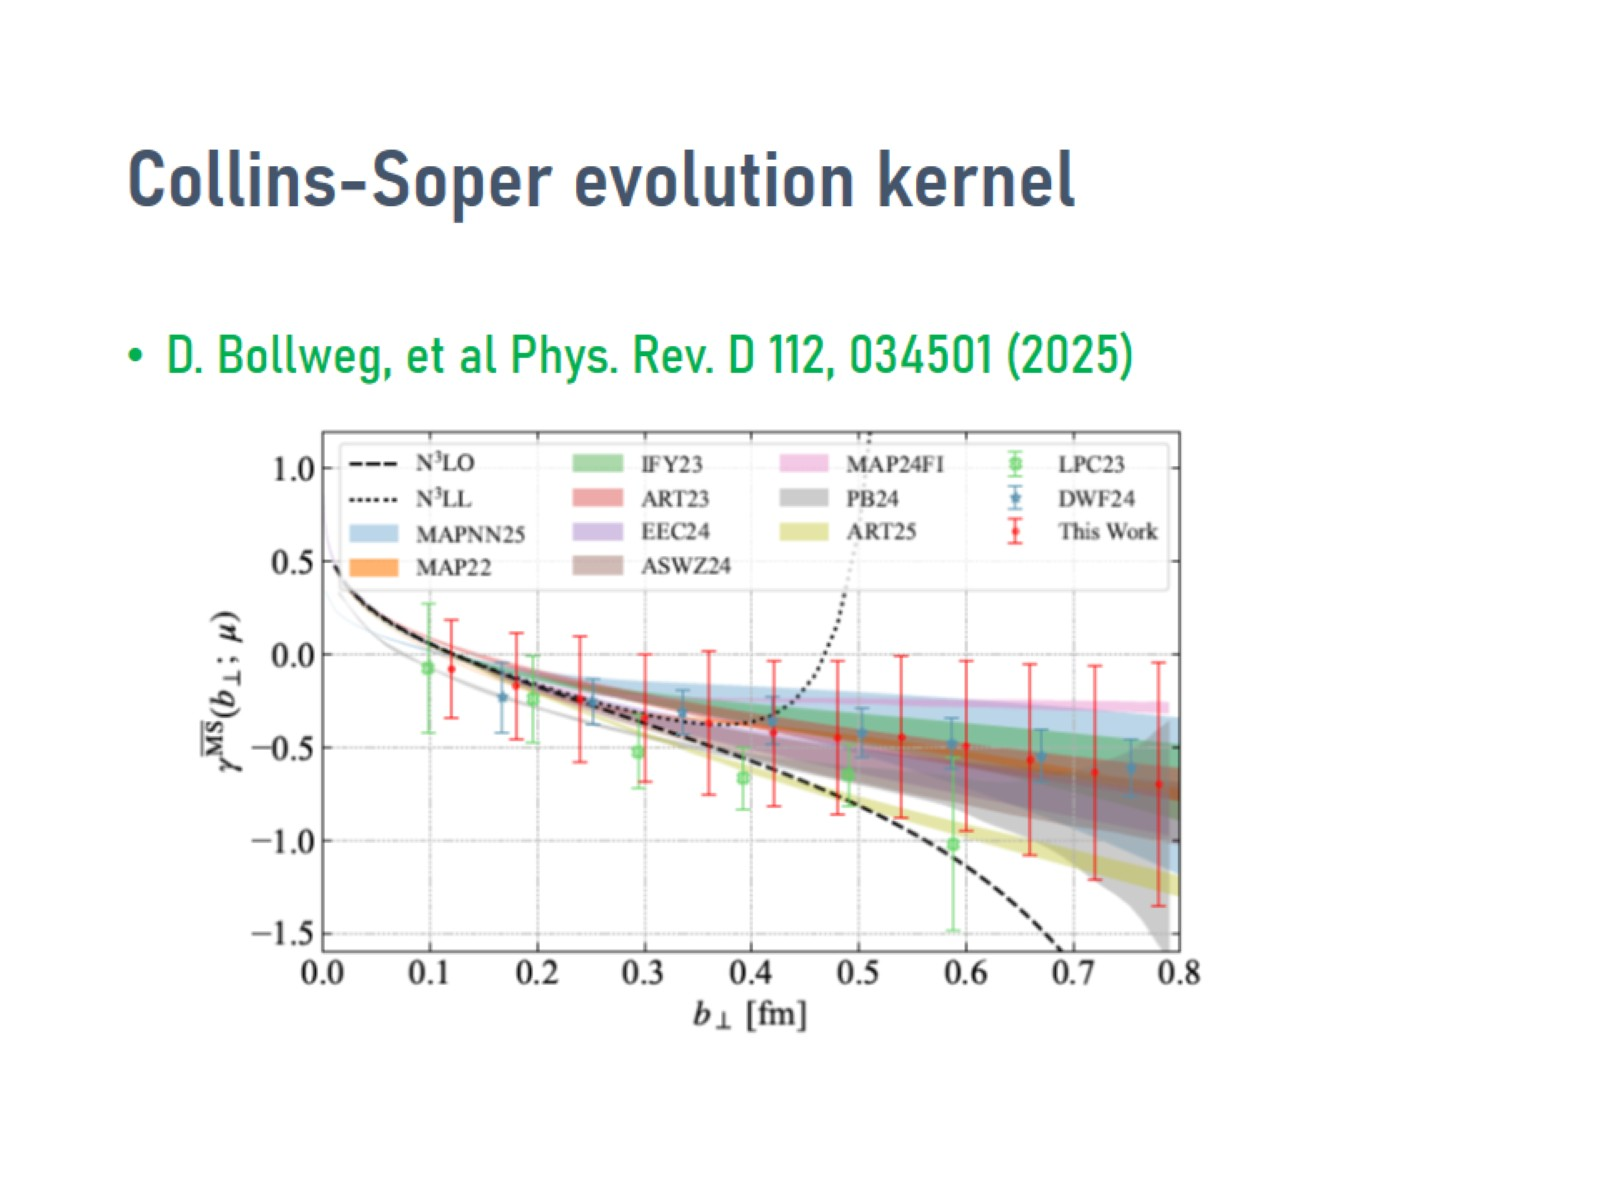 Collins-Soper evolution kernel
• D. Bollweg, et al Phys. Rev. D 112, 034501 (2025)
N³LO
N³LL
MAPNN25
MAP22
IFY23
ART23
EEC24
ASWZ24
MAP24FI
PB24
ART25
LPC23
DWF24
This Work
1.0
0.5
0.0
−0.5
−1.0
−1.5
γ^MS̅(b⊥; μ)
0.0 0.1 0.2 0.3 0.4 0.5 0.6 0.7 0.8
b⊥ [fm]